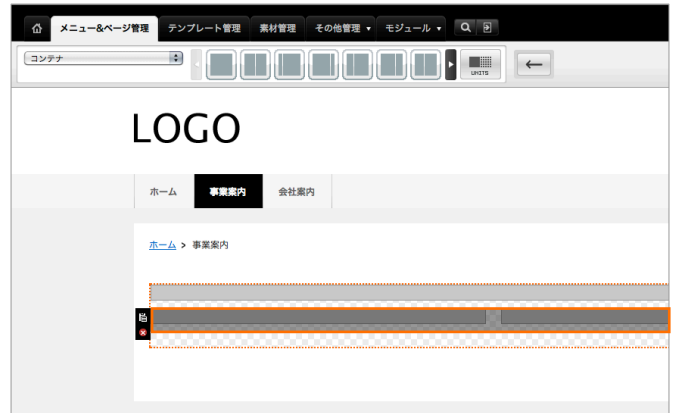 メニュー&ページ管理 テンプレート管理 素材管理 その他管理 ▼ モジュール ▼
コンテナ
UNITS
LOGO
ホーム 事業案内 会社案内
ホーム > 事業案内